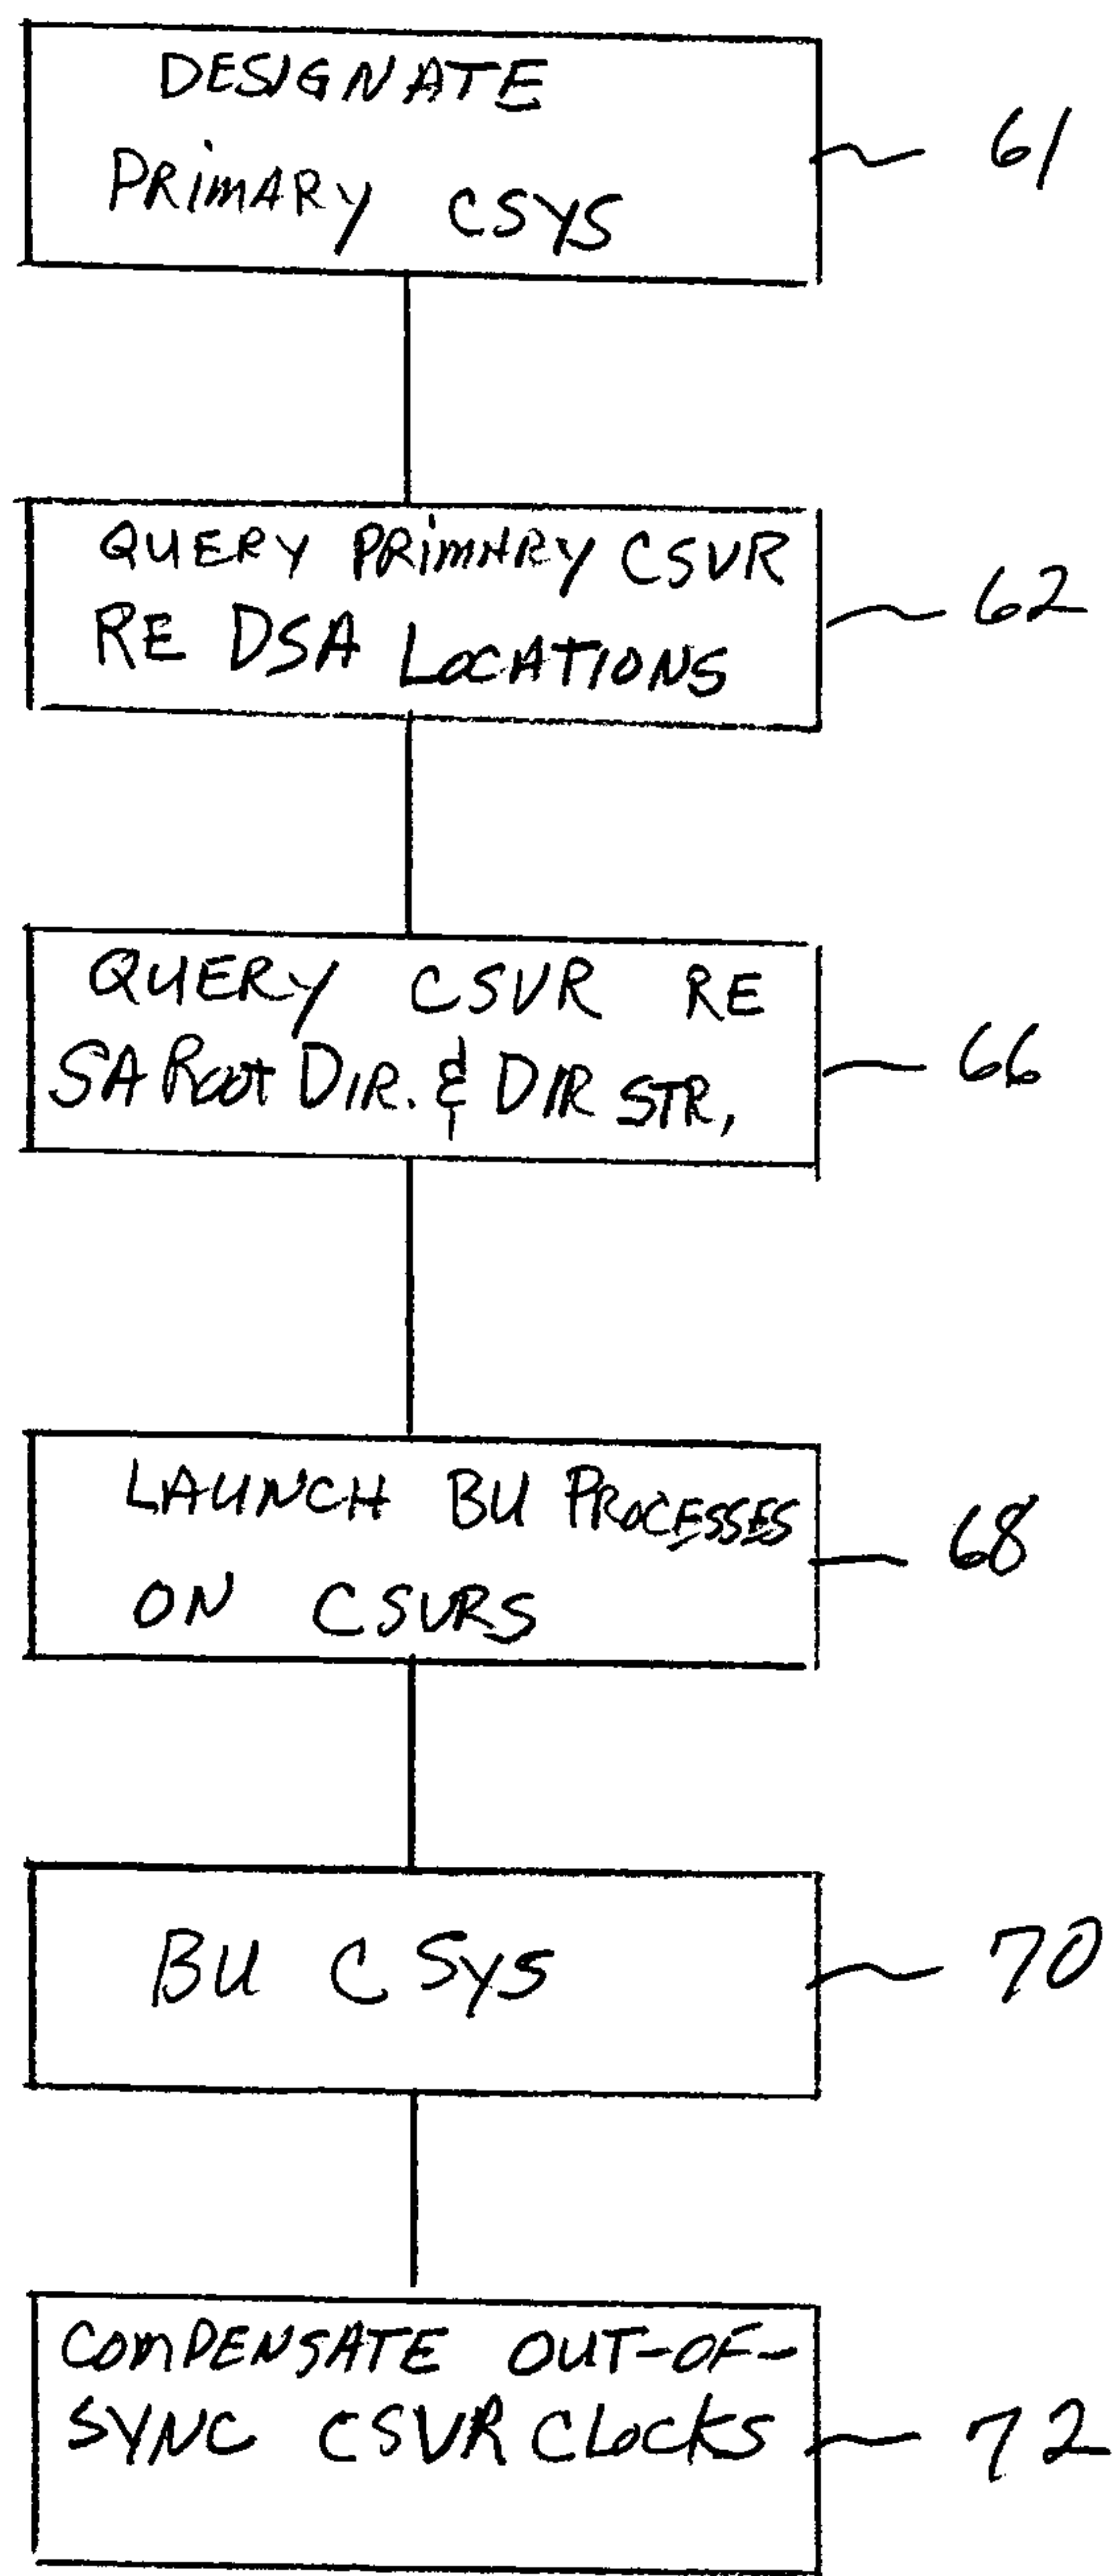 DESIGNATE
PRIMARY CSYS
61
QUERY PRIMARY CSVR
RE DSA LOCATIONS
62
QUERY CSVR RE
SA Root DIR. & DIR STR,
66
LAUNCH BU PROCESSES
ON CSVRS
68
BU C Sys
70
COMPENSATE OUT-OF-
SYNC CSVR CLOCKS
72